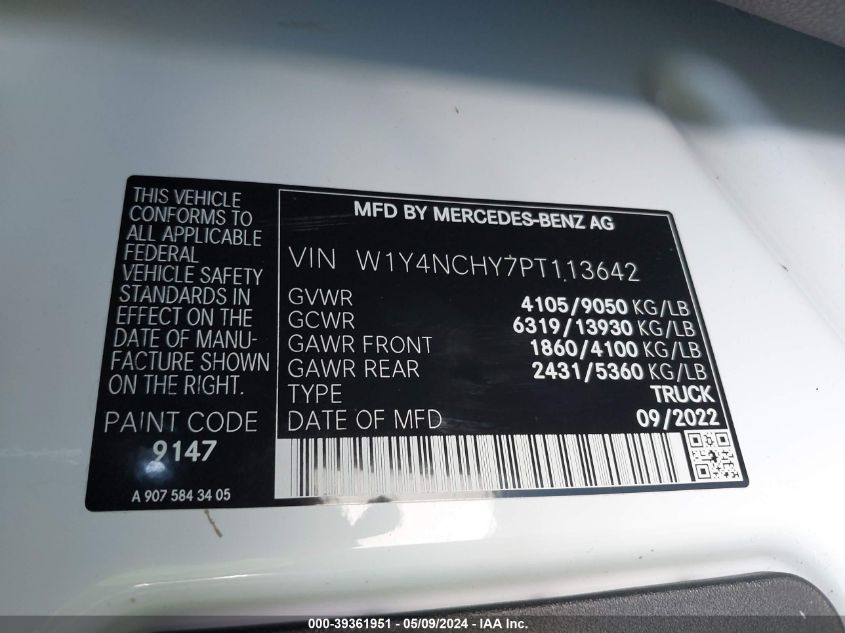 THIS VEHICLE
CONFORMS TO
ALL APPLICABLE
FEDERAL
VEHICLE SAFETY
STANDARDS IN
EFFECT ON THE
DATE OF MANU-
FACTURE SHOWN
ON THE RIGHT.
PAINT CODE
9147
A 907 584 34 05
MFD BY MERCEDES-BENZ AG
VIN W1Y4NCHY7PT113642
GVWR 4105/9050 KG/LB
GCWR 6319/13930 KG/LB
GAWR FRONT 1860/4100 KG/LB
GAWR REAR 2431/5360 KG/LB
TYPE TRUCK
DATE OF MFD 09/2022
000-39361951 - 05/09/2024 - IAAI, Inc.